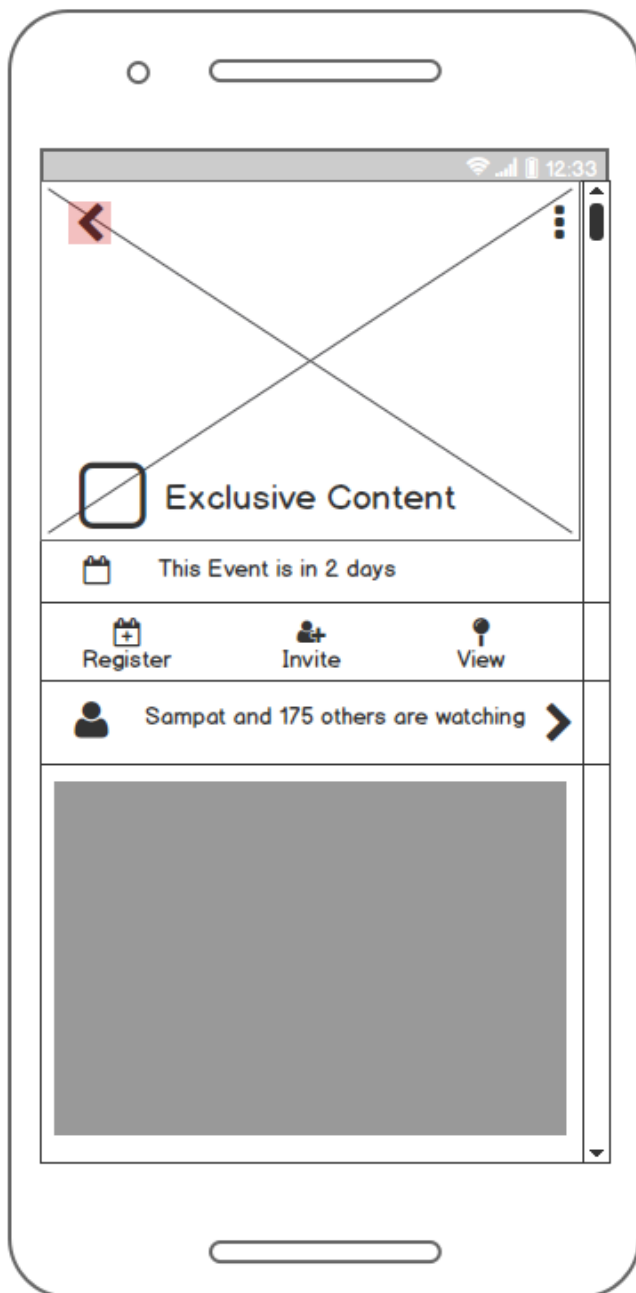 12:33
Exclusive Content
This Event is in 2 days
Register Invite View
Sampat and 175 others are watching